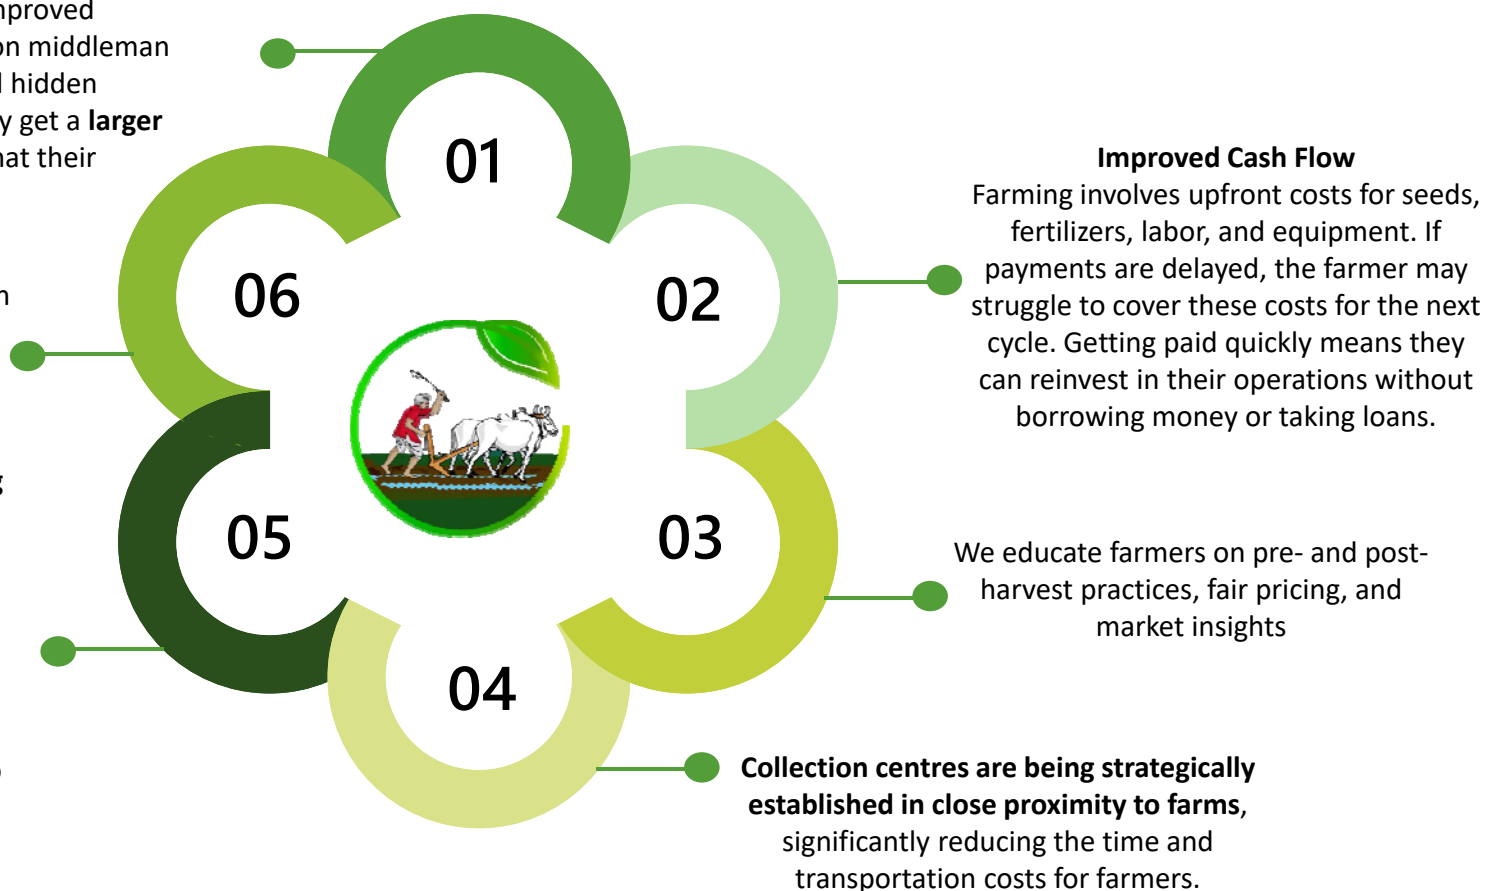 on middleman
hidden
y get a larger
their
01
06
02
05
03
04
Improved Cash Flow
Farming involves upfront costs for seeds,
fertilizers, labor, and equipment. If
payments are delayed, the farmer may
struggle to cover these costs for the next
cycle. Getting paid quickly means they
can reinvest in their operations without
borrowing money or taking loans.
We educate farmers on pre- and post-
harvest practices, fair pricing, and
market insights
Collection centres are being strategically
established in close proximity to farms,
significantly reducing the time and
transportation costs for farmers.